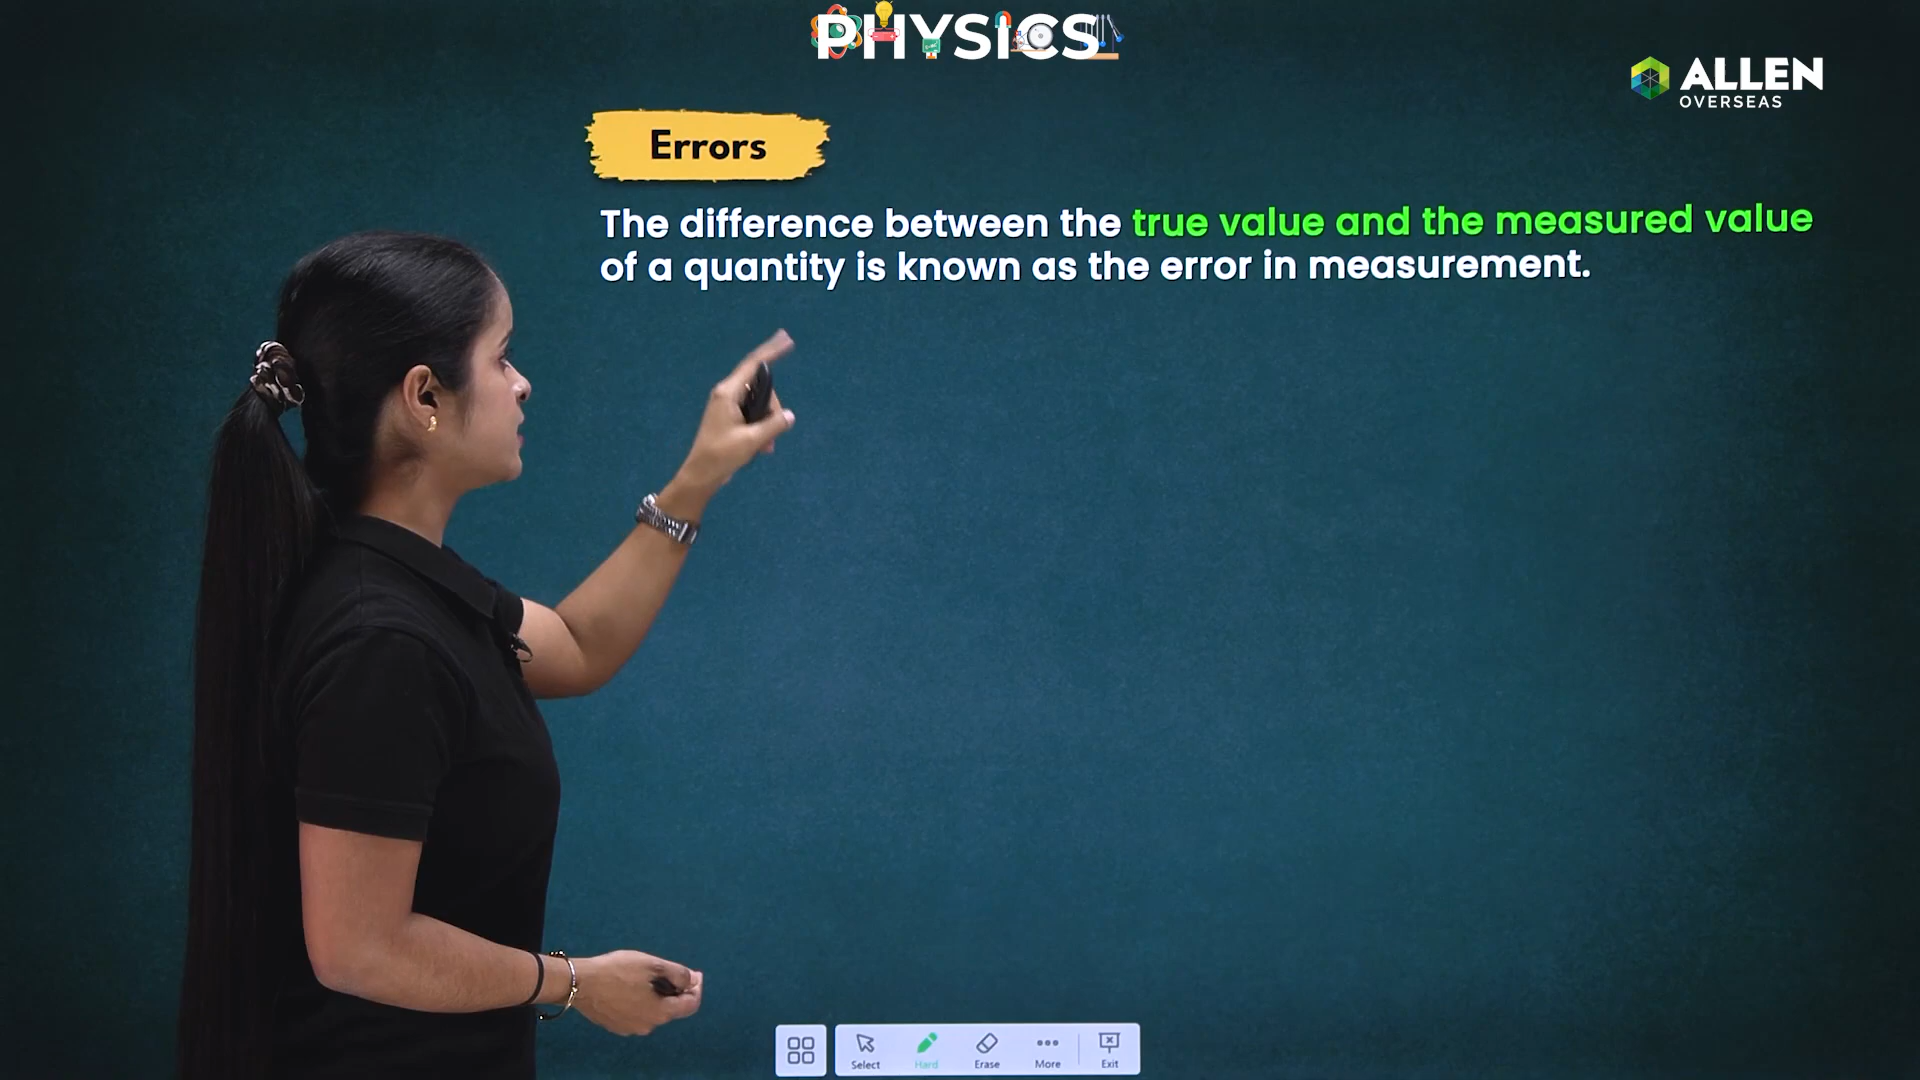 PHYSICS
ALLEN
OVERSEAS
Errors
The difference between the true value and the measured value
of a quantity is known as the error in measurement.
Select
Hard
Erase
More
Exit